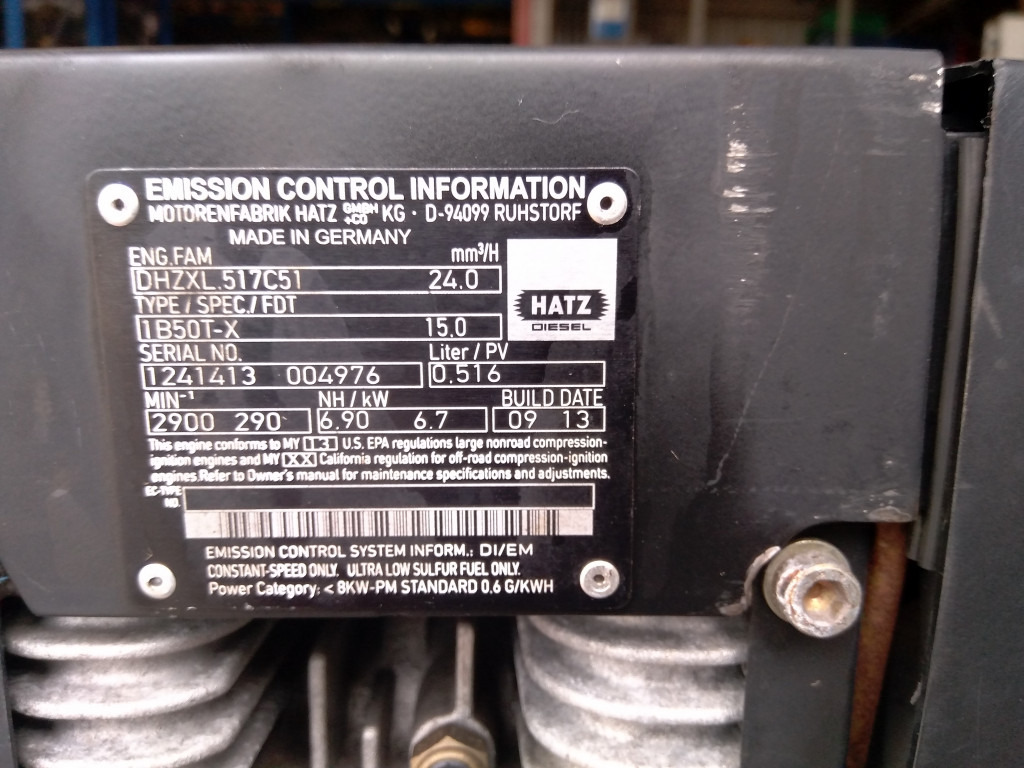 EMISSION CONTROL INFORMATION
MOTORENFABRIK HATZ GMBH +CO KG · D-94099 RUHSTORF
MADE IN GERMANY
ENG.FAM mm³/H
DHZXL.517C51 24.0
TYPE / SPEC./ FDT
1B50T-X 15.0
HATZ
DIESEL
SERIAL NO. Liter / PV
1241413 004976 0.516
MIN⁻¹ NH / kW BUILD DATE
2900 290 6.90 6.7 09 13
This engine conforms to MY 13 U.S. EPA regulations large nonroad compression-
ignition engines and MY XX California regulation for off-road compression-ignition
engines.Refer to Owner's manual for maintenance specifications and adjustments.
EC-TYPE
NO.
EMISSION CONTROL SYSTEM INFORM.: DI/EM
CONSTANT-SPEED ONLY. ULTRA LOW SULFUR FUEL ONLY.
Power Category: < 8KW-PM STANDARD 0.6 G/KWH